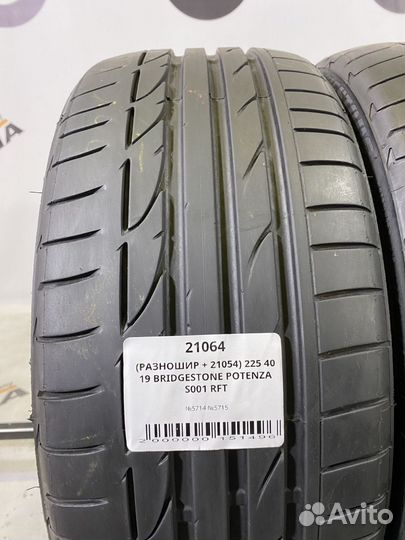 21064
(РАЗНОШИР + 21054) 225 40
19 BRIDGESTONE POTENZA
S001 RFT
№5714 №5715
2000000151496
Avito